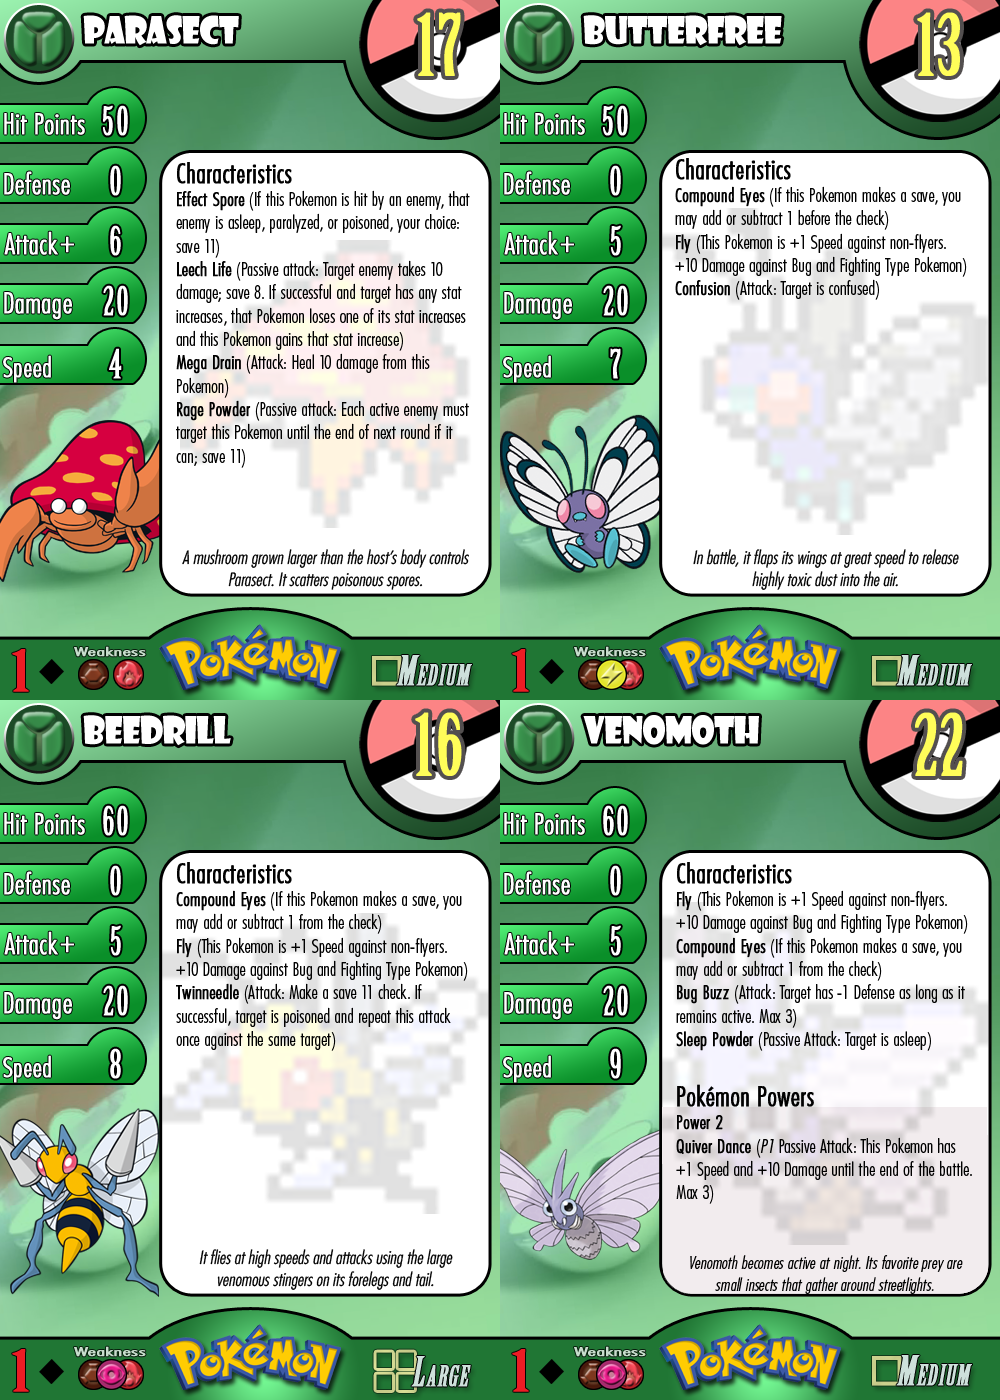 PARASECT
17
Hit Points 50
Defense 0
Attack+ 6
Damage 20
Speed 4
Characteristics
Effect Spore (If this Pokemon is hit by an enemy, that
enemy is asleep, paralyzed, or poisoned, your choice:
save 11)
Leech Life (Passive attack: Target enemy takes 10
damage; save 8. If successful and target has any stat
increases, that Pokemon loses one of its stat increases
and this Pokemon gains that stat increase)
Mega Drain (Attack: Heal 10 damage from this
Pokemon)
Rage Powder (Passive attack: Each active enemy must
target this Pokemon until the end of next round if it
can; save 11)
A mushroom grown larger than the host's body controls
Parasect. It scatters poisonous spores.
1
Weakness
POKéMON
MEDIUM
BUTTERFREE
13
Hit Points 50
Defense 0
Attack+ 5
Damage 20
Speed 7
Characteristics
Compound Eyes (If this Pokemon makes a save, you
may add or subtract 1 before the check)
Fly (This Pokemon is +1 Speed against non-flyers.
+10 Damage against Bug and Fighting Type Pokemon)
Confusion (Attack: Target is confused)
In battle, it flaps its wings at great speed to release
highly toxic dust into the air.
1
Weakness
POKéMON
MEDIUM
BEEDRILL
16
Hit Points 60
Defense 0
Attack+ 5
Damage 20
Speed 8
Characteristics
Compound Eyes (If this Pokemon makes a save, you
may add or subtract 1 from the check)
Fly (This Pokemon is +1 Speed against non-flyers.
+10 Damage against Bug and Fighting Type Pokemon)
Twinneedle (Attack: Make a save 11 check. If
successful, target is poisoned and repeat this attack
once against the same target)
It flies at high speeds and attacks using the large
venomous stingers on its forelegs and tail.
1
Weakness
POKéMON
LARGE
VENOMOTH
22
Hit Points 60
Defense 0
Attack+ 5
Damage 20
Speed 9
Characteristics
Fly (This Pokemon is +1 Speed against non-flyers.
+10 Damage against Bug and Fighting Type Pokemon)
Compound Eyes (If this Pokemon makes a save, you
may add or subtract 1 from the check)
Bug Buzz (Attack: Target has -1 Defense as long as it
remains active. Max 3)
Sleep Powder (Passive Attack: Target is asleep)
Pokémon Powers
Power 2
Quiver Dance (P1 Passive Attack: This Pokemon has
+1 Speed and +10 Damage until the end of the battle.
Max 3)
Venomoth becomes active at night. Its favorite prey are
small insects that gather around streetlights.
1
Weakness
POKéMON
MEDIUM